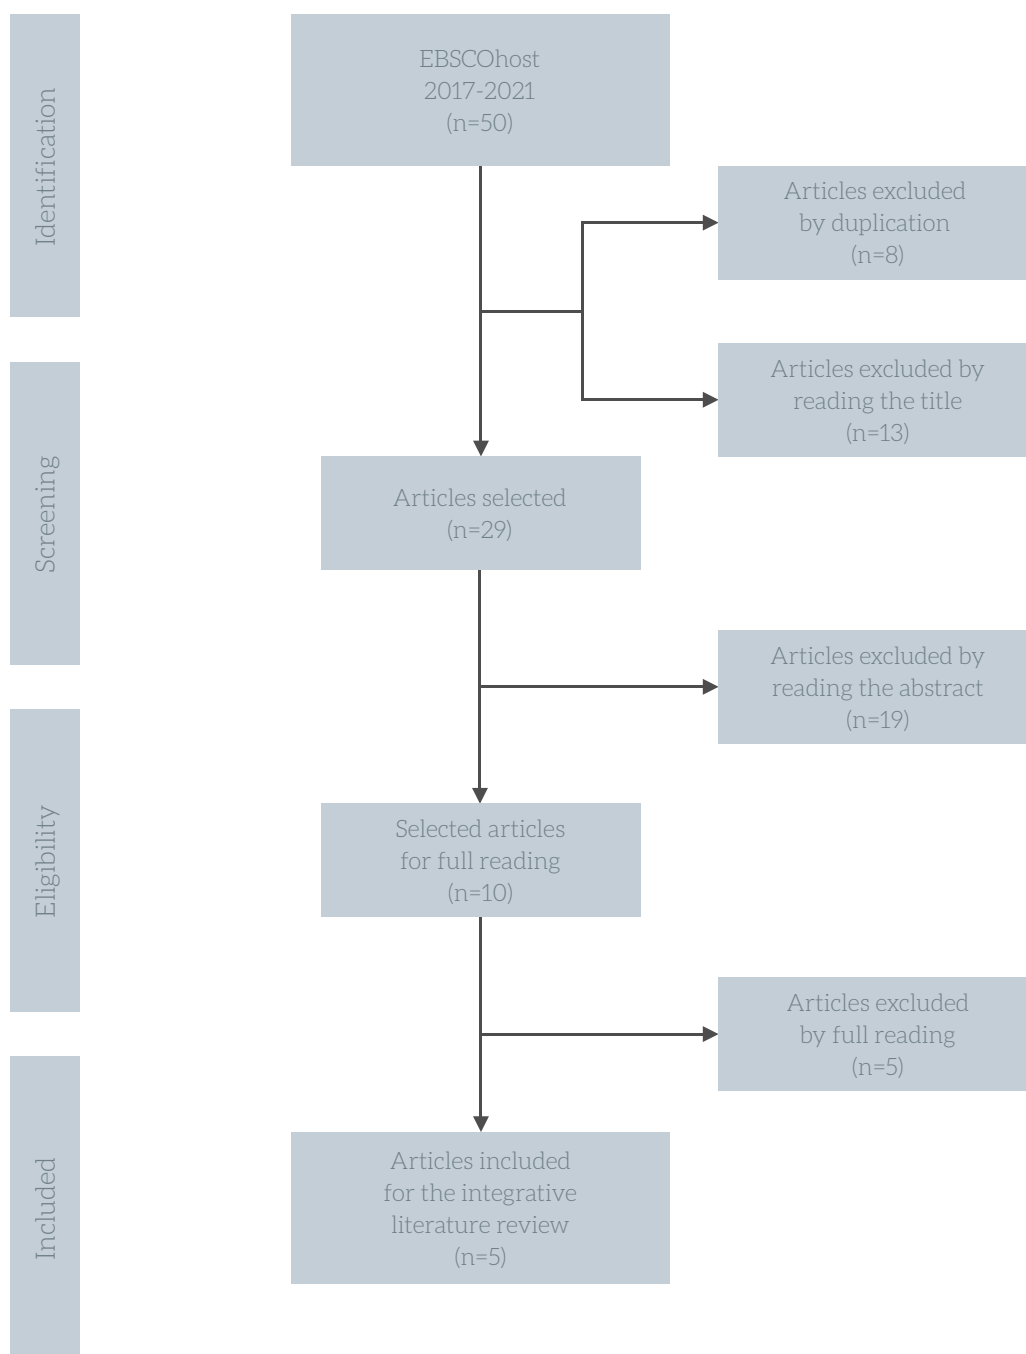 Identification
EBSCOhost
2017-2021
(n=50)
Articles excluded
by duplication
(n=8)
Articles excluded by
reading the title
(n=13)
Screening
Articles selected
(n=29)
Articles excluded by
reading the abstract
(n=19)
Eligibility
Selected articles
for full reading
(n=10)
Articles excluded
by full reading
(n=5)
Included
Articles included
for the integrative
literature review
(n=5)